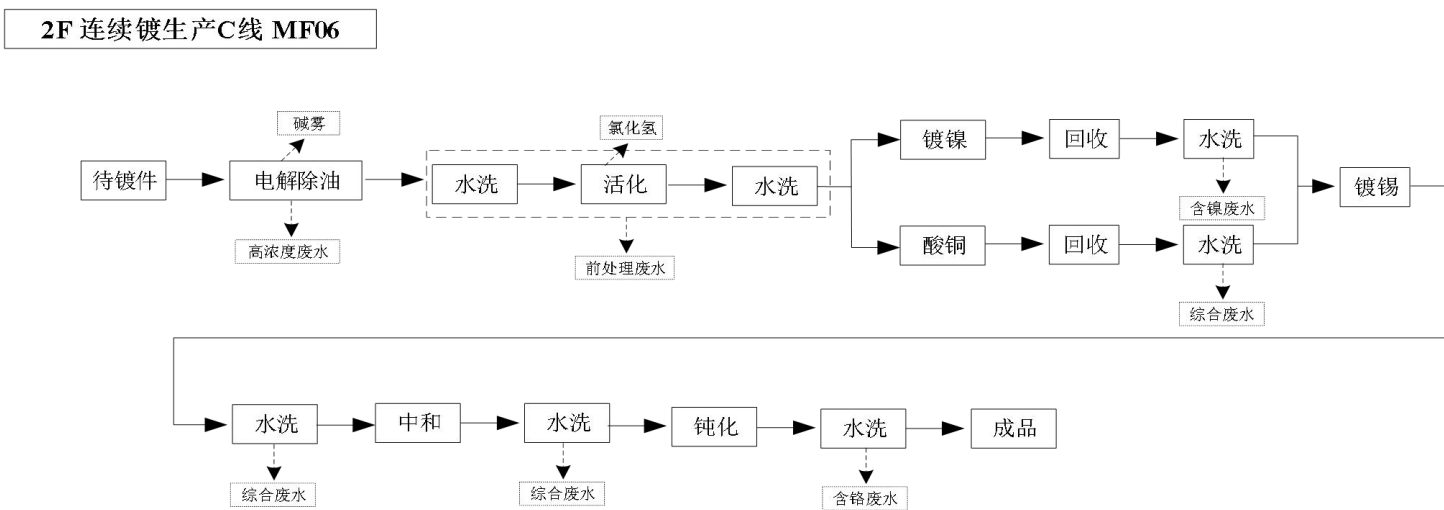 2F 连续镀生产C线 MF06
碱雾
氯化氢
待镀件
电解除油
水洗
活化
水洗
镀镍
回收
水洗
镀锡
含镍废水
高浓度废水
前处理废水
酸铜
回收
水洗
综合废水
水洗
中和
水洗
钝化
水洗
成品
综合废水
综合废水
含铬废水